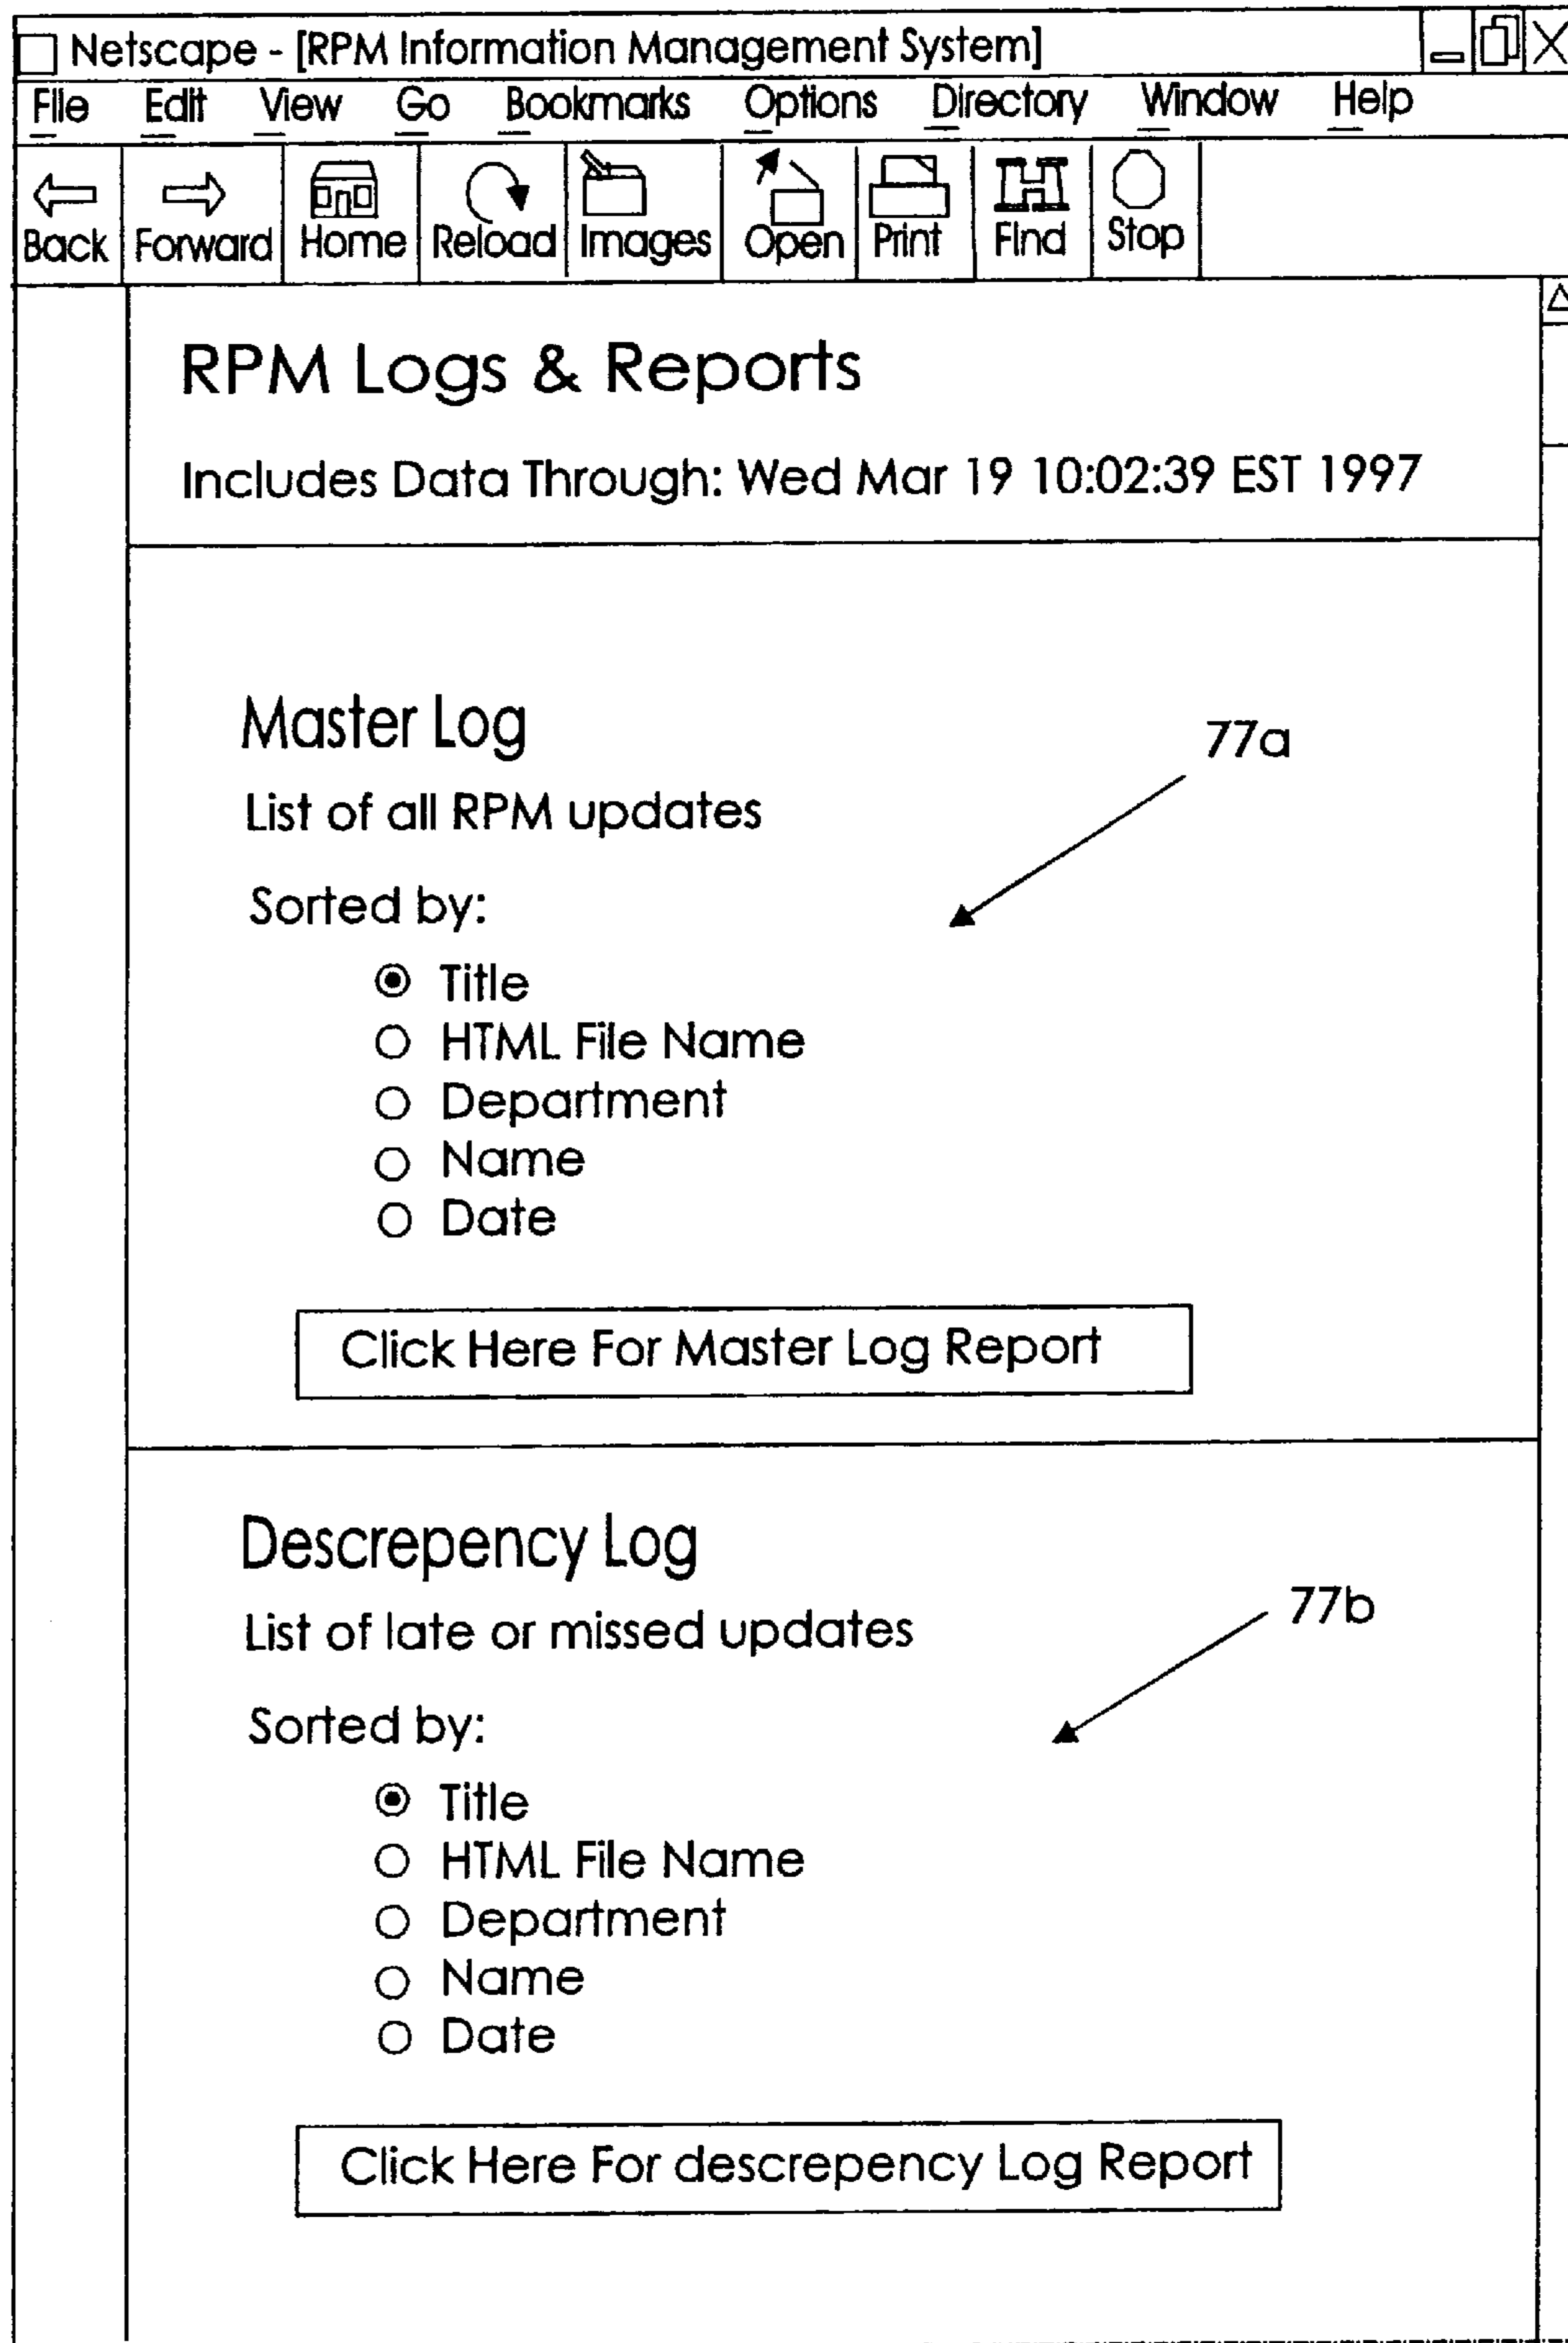 Netscape - [RPM Information Management System]
File Edit View Go Bookmarks Options Directory Window Help
Back Forward Home Reload Images Open Print Find Stop
RPM Logs & Reports
Includes Data Through: Wed Mar 19 10:02:39 EST 1997
Master Log
77a
List of all RPM updates
Sorted by:
Title
HTML File Name
Department
Name
Date
Click Here For Master Log Report
Descrepency Log
77b
List of late or missed updates
Sorted by:
Title
HTML File Name
Department
Name
Date
Click Here For descrepency Log Report